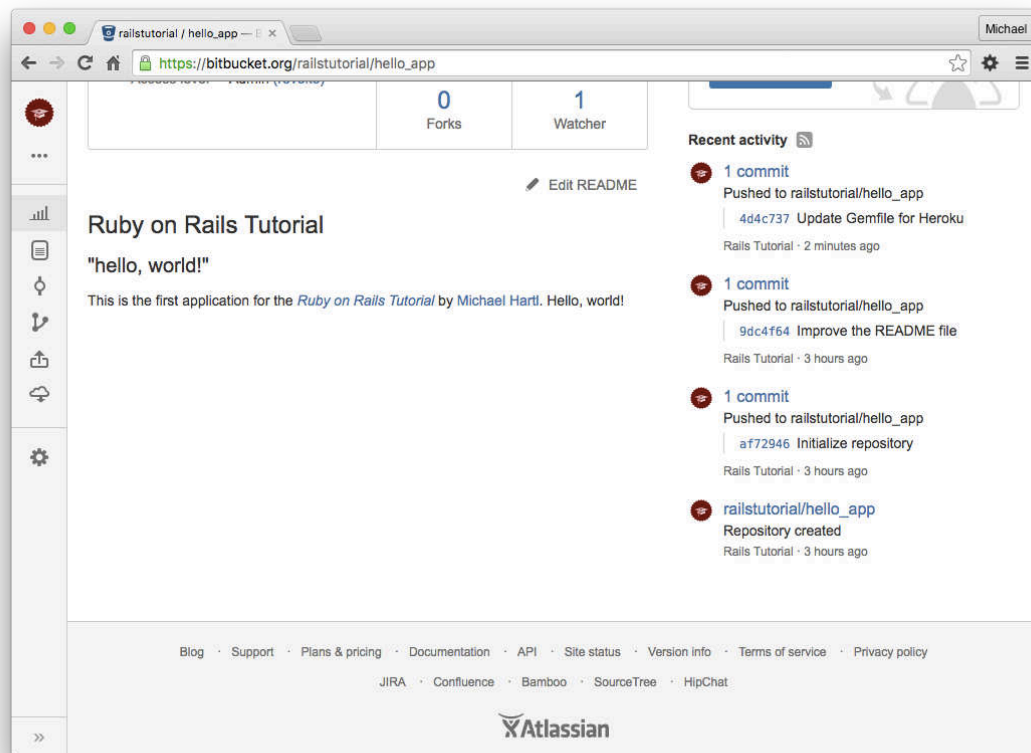 railstutorial / hello_app —
Michael
https://bitbucket.org/railstutorial/hello_app
0
Forks
1
Watcher
Edit README
Ruby on Rails Tutorial
"hello, world!"
This is the first application for the Ruby on Rails Tutorial by Michael Hartl. Hello, world!
Recent activity
1 commit
Pushed to railstutorial/hello_app
4d4c737 Update Gemfile for Heroku
Rails Tutorial · 2 minutes ago
1 commit
Pushed to railstutorial/hello_app
9dc4f64 Improve the README file
Rails Tutorial · 3 hours ago
1 commit
Pushed to railstutorial/hello_app
af72946 Initialize repository
Rails Tutorial · 3 hours ago
railstutorial/hello_app
Repository created
Rails Tutorial · 3 hours ago
Blog · Support · Plans & pricing · Documentation · API · Site status · Version info · Terms of service · Privacy policy
JIRA · Confluence · Bamboo · SourceTree · HipChat
Atlassian